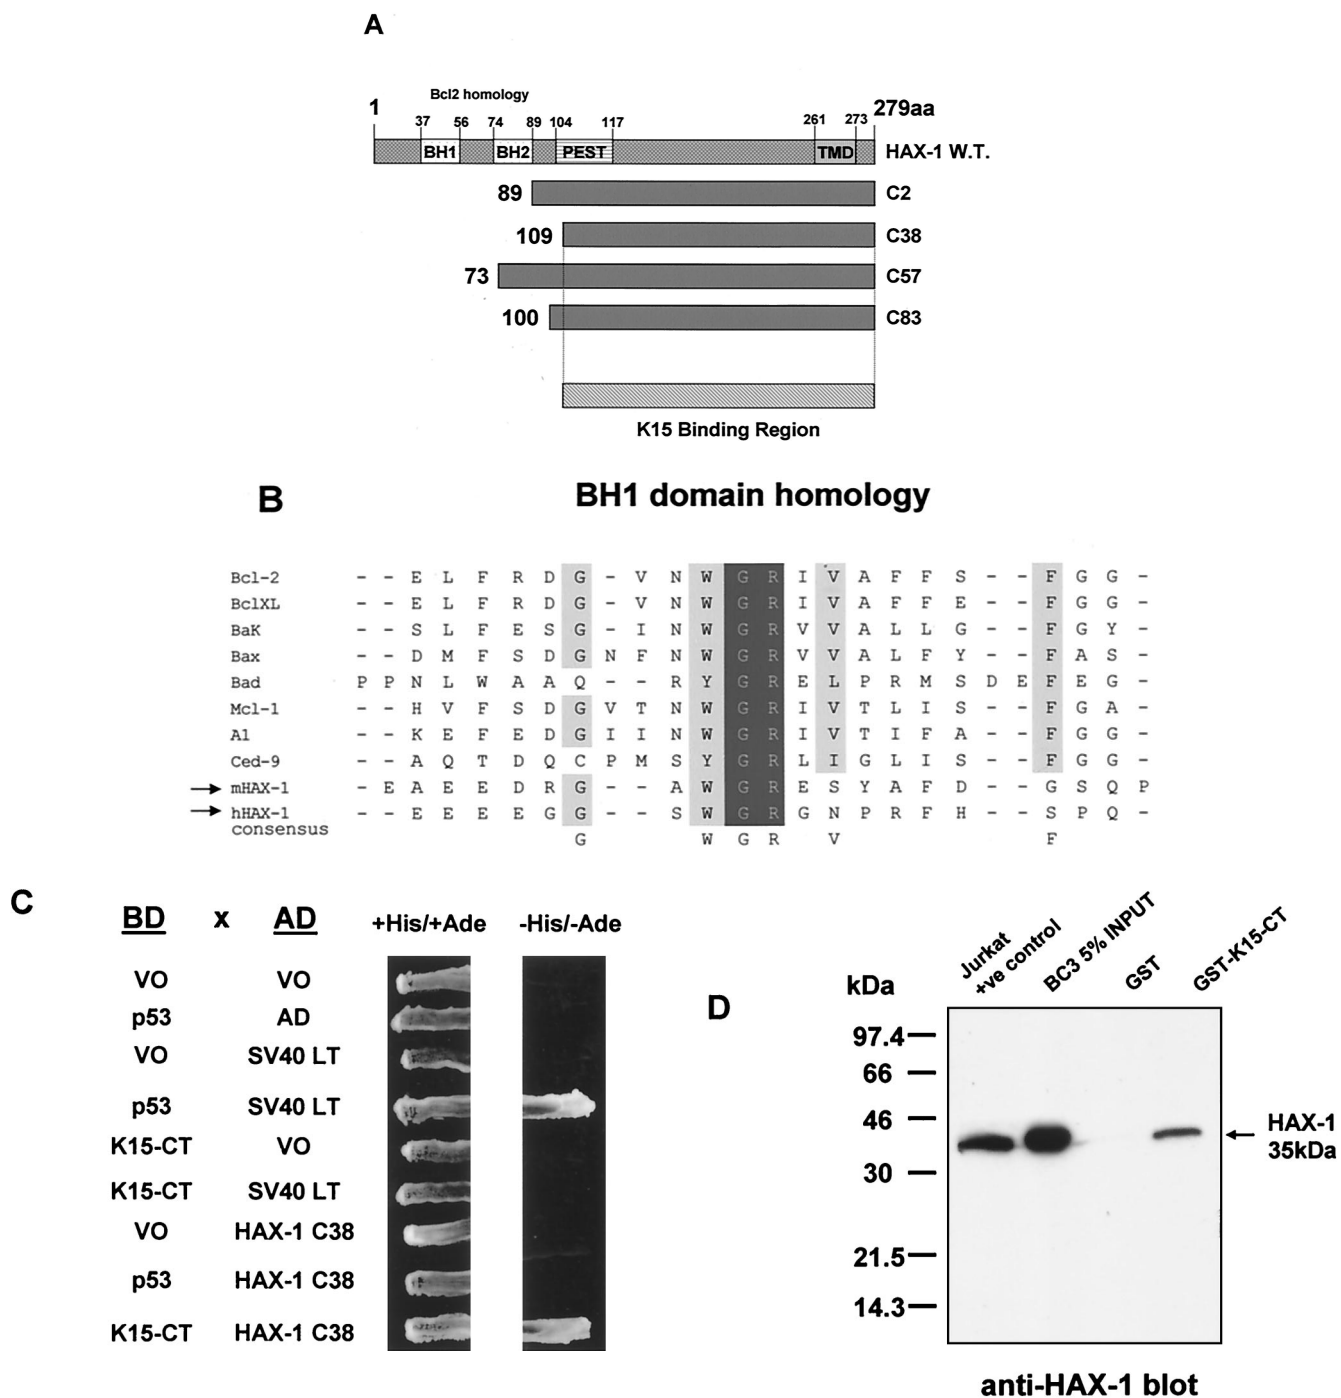 A
Bcl2 homology
1 279aa
37 56 74 89 104 117 261 273
BH1 BH2 PEST TMD HAX-1 W.T.
89 C2
109 C38
73 C57
100 C83
K15 Binding Region
B BH1 domain homology
Bcl-2 - - E L F R D G - V N W G R I V A F F S - - F G G -
BclXL - - E L F R D G - V N W G R I V A F F E - - F G G -
BaK - - S L F E S G - I N W G R V V A L L G - - F G Y -
Bax - - D M F S D G N F N W G R V V A L F Y - - F A S -
Bad P P N L W A A Q - - R Y G R E L P R M S D E F E G -
Mcl-1 - - H V F S D G V T N W G R I V T L I S - - F G A -
A1 - - K E F E D G I I N W G R I V T I F A - - F G G -
Ced-9 - - A Q T D Q C P M S Y G R L I G L I S - - F G G -
mHAX-1 - E A E E D R G - - A W G R E S Y A F D - - G S Q P
hHAX-1 - - E E E E G G - - S W G R G N P R F H - - S P Q -
consensus G W G R V F
C
BD x AD +His/+Ade -His/-Ade
VO VO
p53 AD
VO SV40 LT
p53 SV40 LT
K15-CT VO
K15-CT SV40 LT
VO HAX-1 C38
p53 HAX-1 C38
K15-CT HAX-1 C38
D
Jurkat
+ve control
BC3 5% INPUT
GST
GST-K15-CT
kDa
97.4
66
46
30
21.5
14.3
HAX-1
35kDa
anti-HAX-1 blot